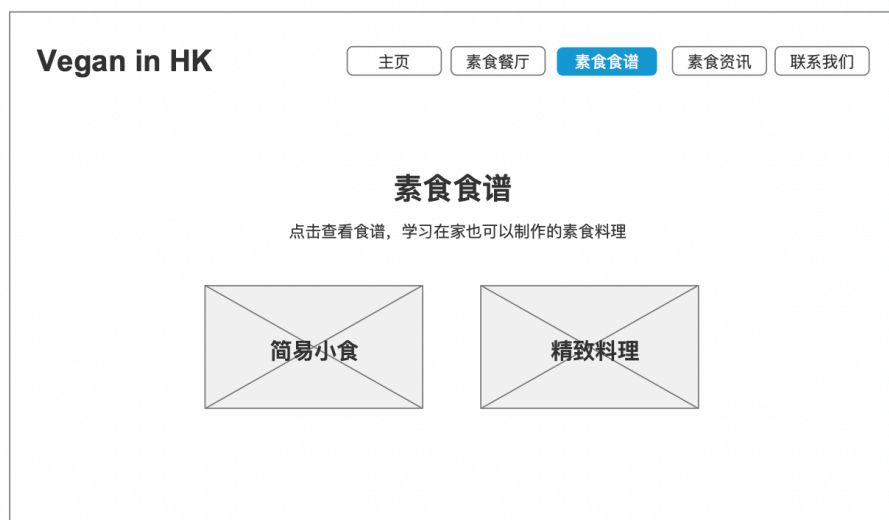 Vegan in HK
主页 素食餐厅 素食食谱 素食资讯 联系我们
素食食谱
点击查看食谱，学习在家也可以制作的素食料理
简易小食 精致料理